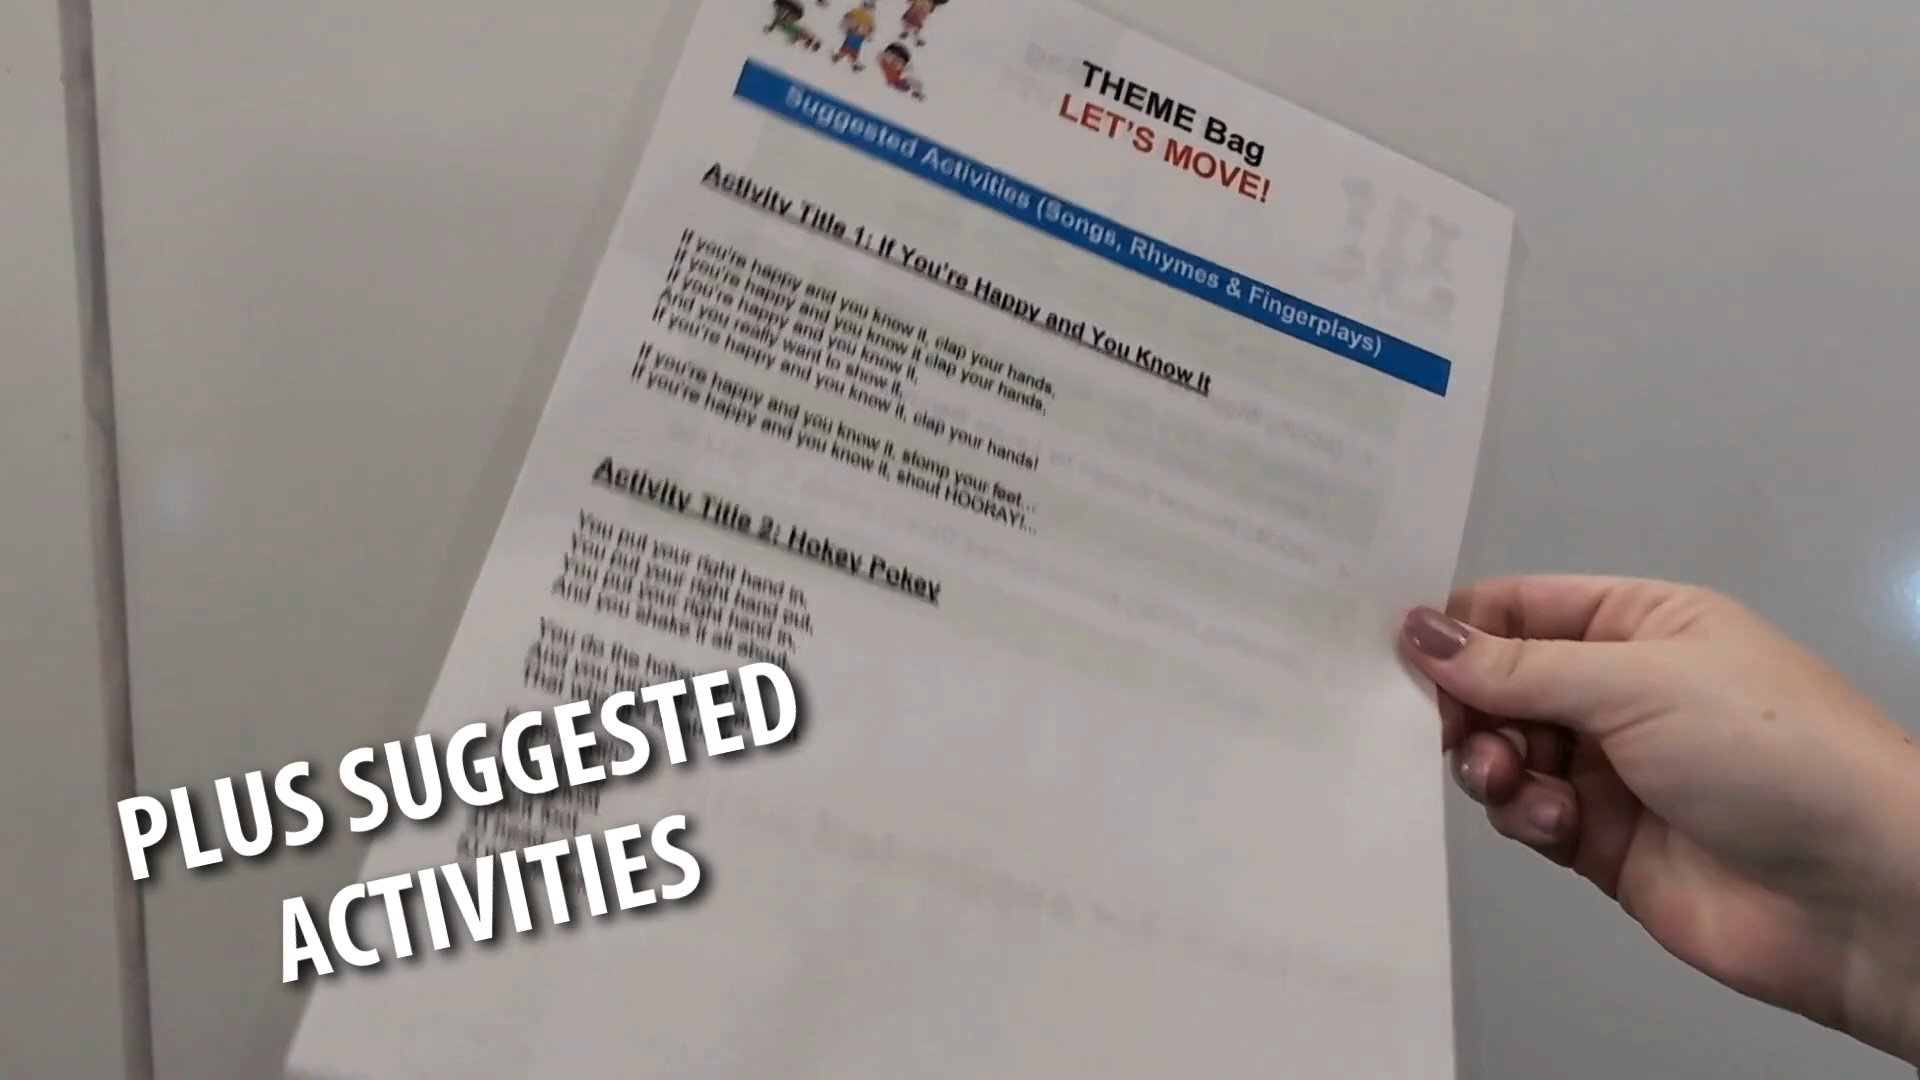 THEME Bag
LET'S MOVE!
Suggested Activities (Songs, Rhymes & Fingerplays)
Activity Title 1: If You're Happy and You Know It
If you're happy and you know it, clap your hands,
If you're happy and you know it clap your hands,
If you're happy and you know it,
And you really want to show it,
If you're happy and you know it, clap your hands!
If you're happy and you know it, stomp your feet...
If you're happy and you know it, shout HOORAY!...
Activity Title 2: Hokey Pokey
You put your right hand in,
You put your right hand out,
You put your right hand in,
And you shake it all about,
You do the
And you
PLUS SUGGESTED
ACTIVITIES